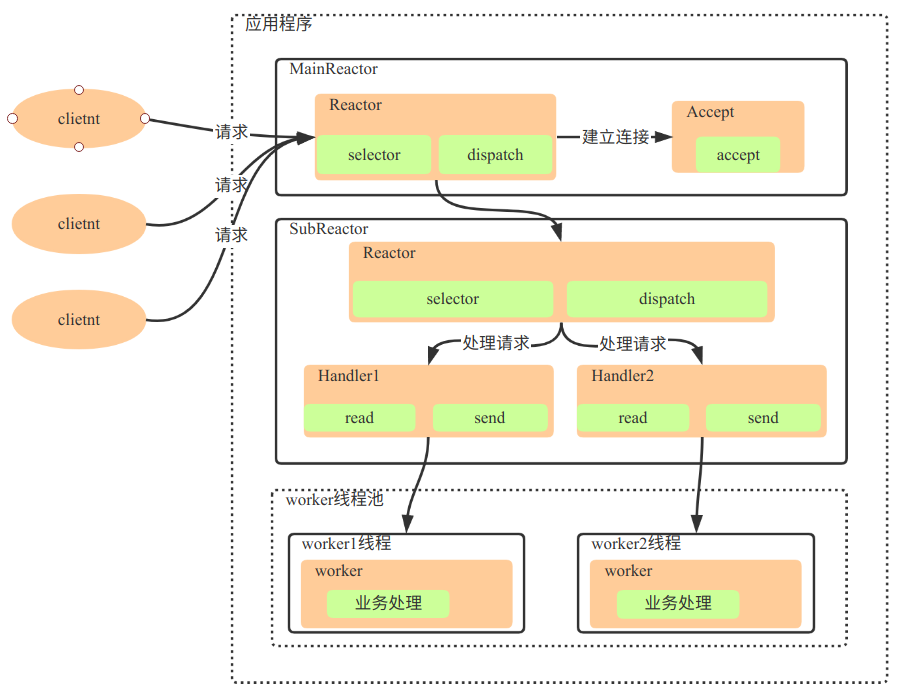 应用程序
MainReactor
Reactor
selector
dispatch
建立连接
Accept
accept
clietnt
请求
clietnt
请求
clietnt
请求
SubReactor
Reactor
selector
dispatch
处理请求
处理请求
Handler1
read
send
Handler2
read
send
worker线程池
worker1线程
worker
业务处理
worker2线程
worker
业务处理